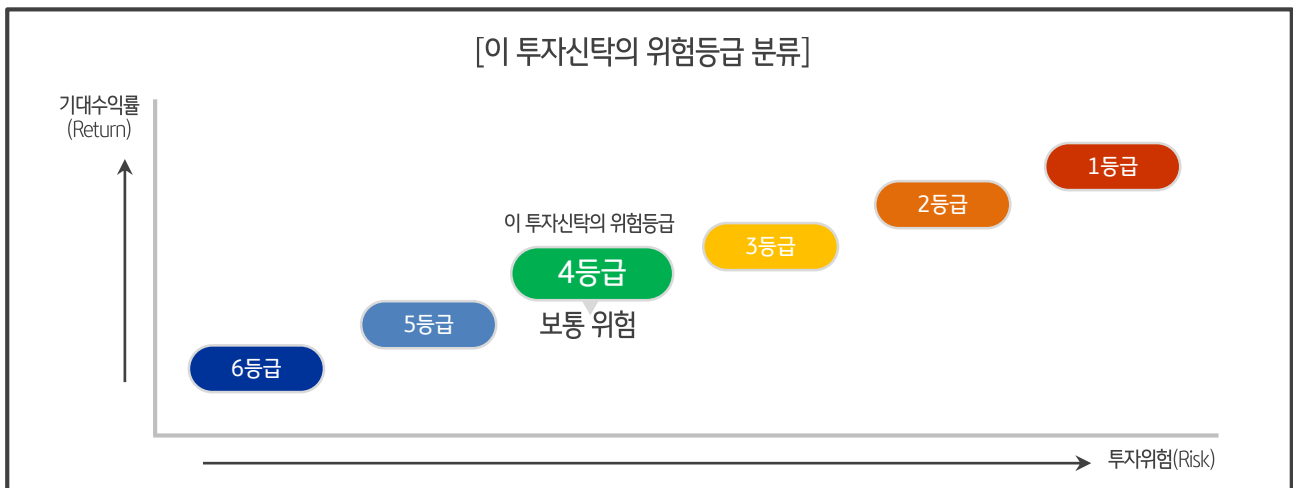 [이 투자신탁의 위험등급 분류]
기대수익률
(Return)
1등급
2등급
이 투자신탁의 위험등급
3등급
4등급
보통 위험
5등급
6등급
투자위험(Risk)